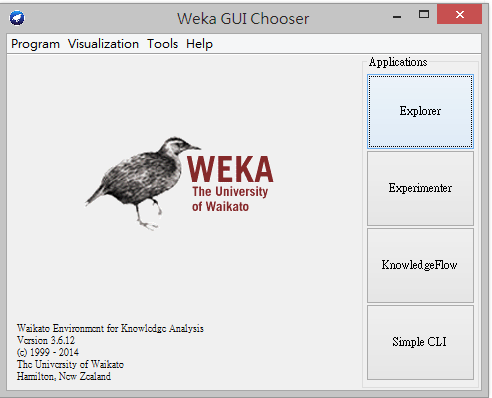 Weka GUI Chooser
Program Visualization Tools Help
Applications
Explorer
WEKA
The University
of Waikato
Experimenter
KnowledgeFlow
Simple CLI
Waikato Environment for Knowledge Analysis
Version 3.6.12
(c) 1999 - 2014
The University of Waikato
Hamilton, New Zealand